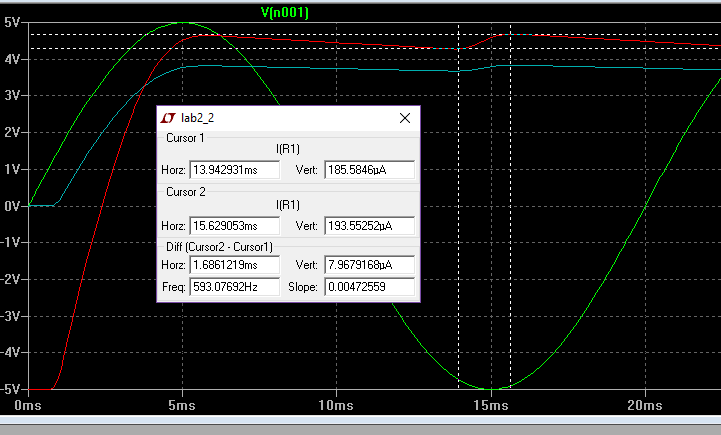 V(n001)
5V
4V
3V
2V
1V
0V
-1V
-2V
-3V
-4V
-5V
lab2_2
Cursor 1
I(R1)
Horz: 13.942931ms Vert: 185.5846µA
Cursor 2
I(R1)
Horz: 15.629053ms Vert: 193.55252µA
Diff (Cursor2 - Cursor1)
Horz: 1.6861219ms Vert: 7.9679168µA
Freq: 593.07692Hz Slope: 0.00472559
0ms 5ms 10ms 15ms 20ms